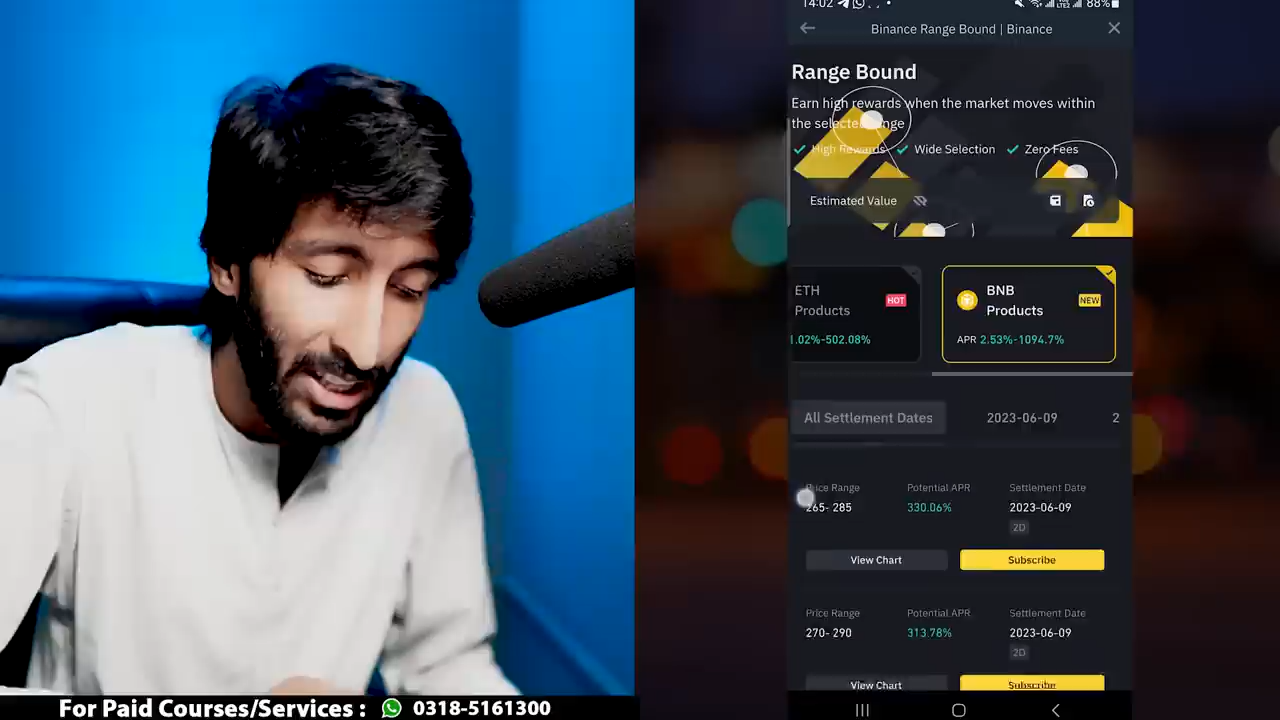 14:02
88%
Binance Range Bound | Binance
Range Bound
Earn high rewards when the market moves within
the selected range
High Rewards Wide Selection Zero Fees
Estimated Value
ETH
Products
HOT
BNB
Products
NEW
1.02%-502.08%
APR 2.53%-1094.7%
All Settlement Dates 2023-06-09 2
Price Range Potential APR Settlement Date
265- 285 330.06% 2023-06-09
2D
View Chart Subscribe
Price Range Potential APR Settlement Date
270- 290 313.78% 2023-06-09
2D
View Chart Subscribe
For Paid Courses/Services : 0318-5161300